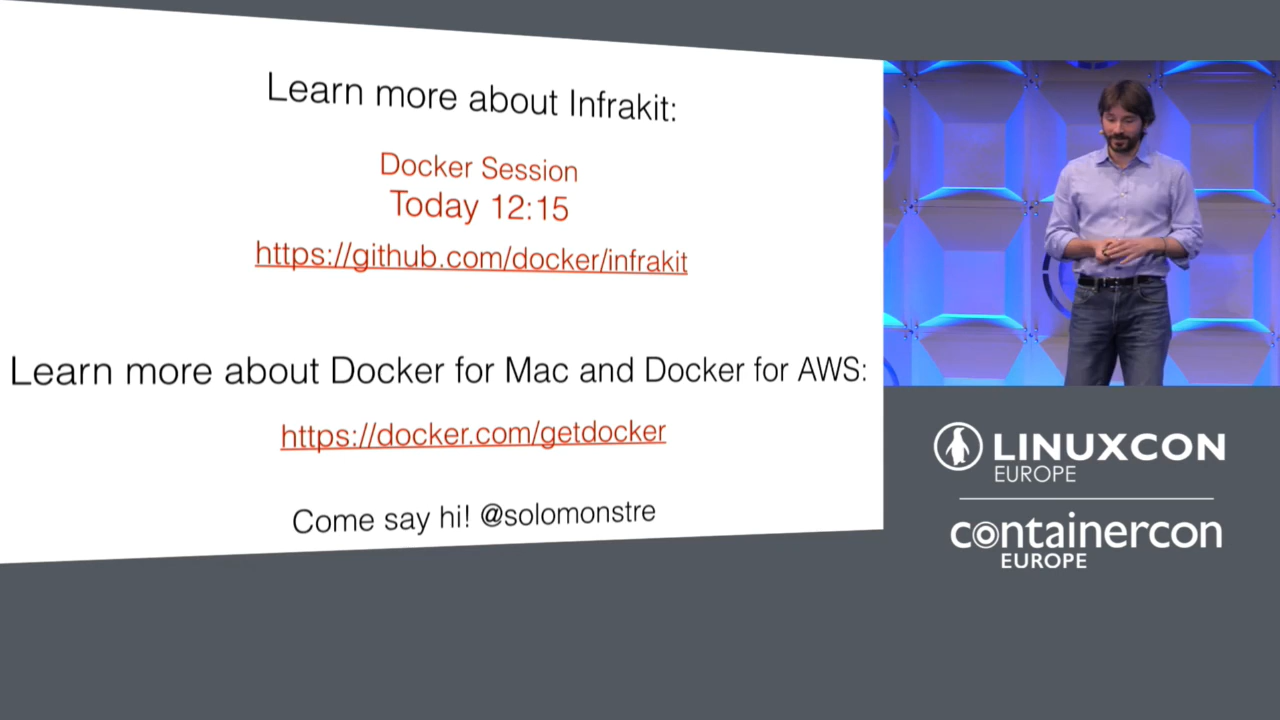 Learn more about Infrakit:
Docker Session
Today 12:15
https://github.com/docker/infrakit
Learn more about Docker for Mac and Docker for AWS:
https://docker.com/getdocker
Come say hi! @solomonstre
LINUXCON
EUROPE
containercon
EUROPE